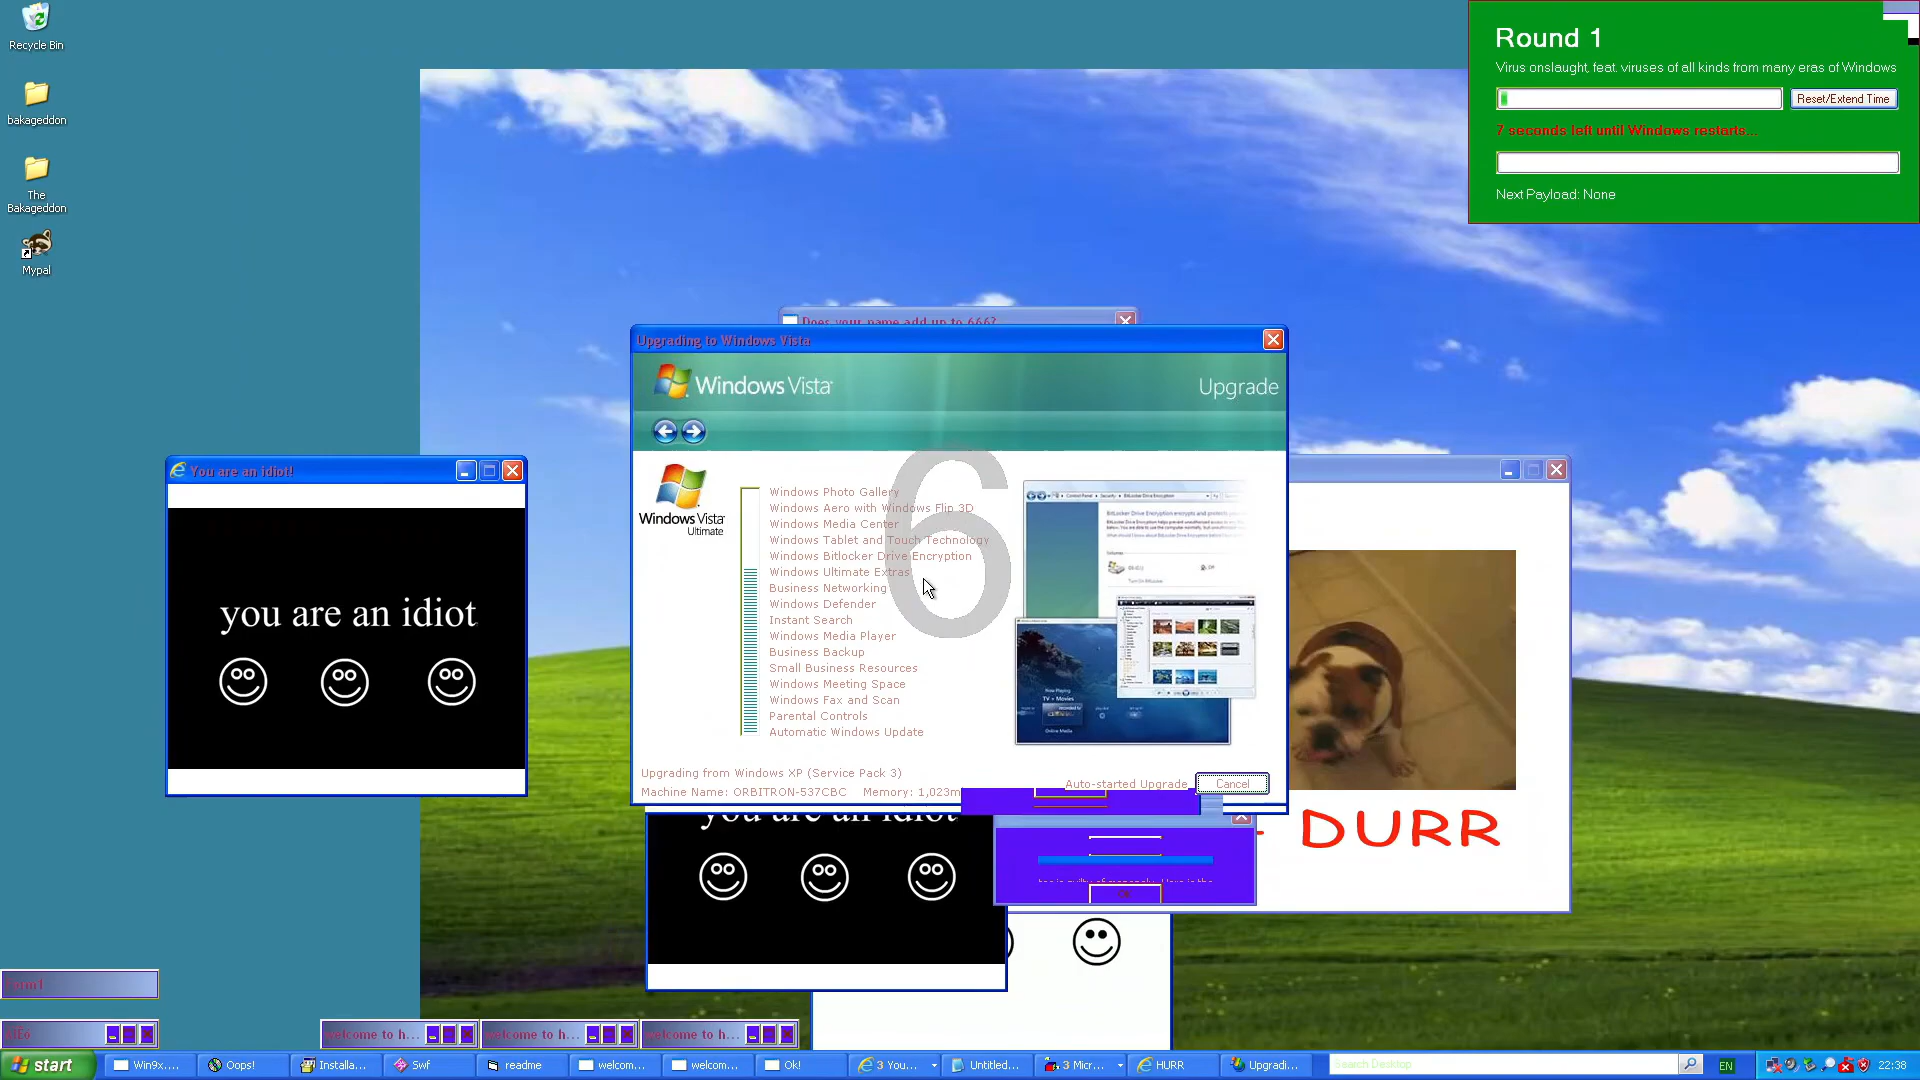 Recycle Bin
bakageddon
The
Bakageddon
Mypal
Round 1
Virus onslaught, feat. viruses of all kinds from many eras of Windows
Reset/Extend Time
7 seconds left until Windows restarts...
Next Payload: None
Does your name add up to 666?
Upgrading to Windows Vista
Windows Vista
Upgrade
Windows Vista
Ultimate
6
Windows Photo Gallery
Windows Aero with Windows Flip 3D
Windows Media Center
Windows Tablet and Touch Technology
Windows Bitlocker Drive Encryption
Windows Ultimate Extras
Business Networking
Windows Defender
Instant Search
Windows Media Player
Business Backup
Small Business Resources
Windows Meeting Space
Windows Fax and Scan
Parental Controls
Automatic Windows Update
Upgrading from Windows XP (Service Pack 3)
Machine Name: ORBITRON-537CBC Memory: 1,023m
Auto-started Upgrade
Cancel
You are an idiot!
you are an idiot
you are an idiot
DURR
welcome to h...
welcome to h...
welcome to h...
start
Win9x....
Oops!
Installa...
Swf
readme
welcom...
welcom...
Ok!
3 You...
Untitled...
3 Micr...
HURR
Upgradi...
Search Desktop
EN
22:38